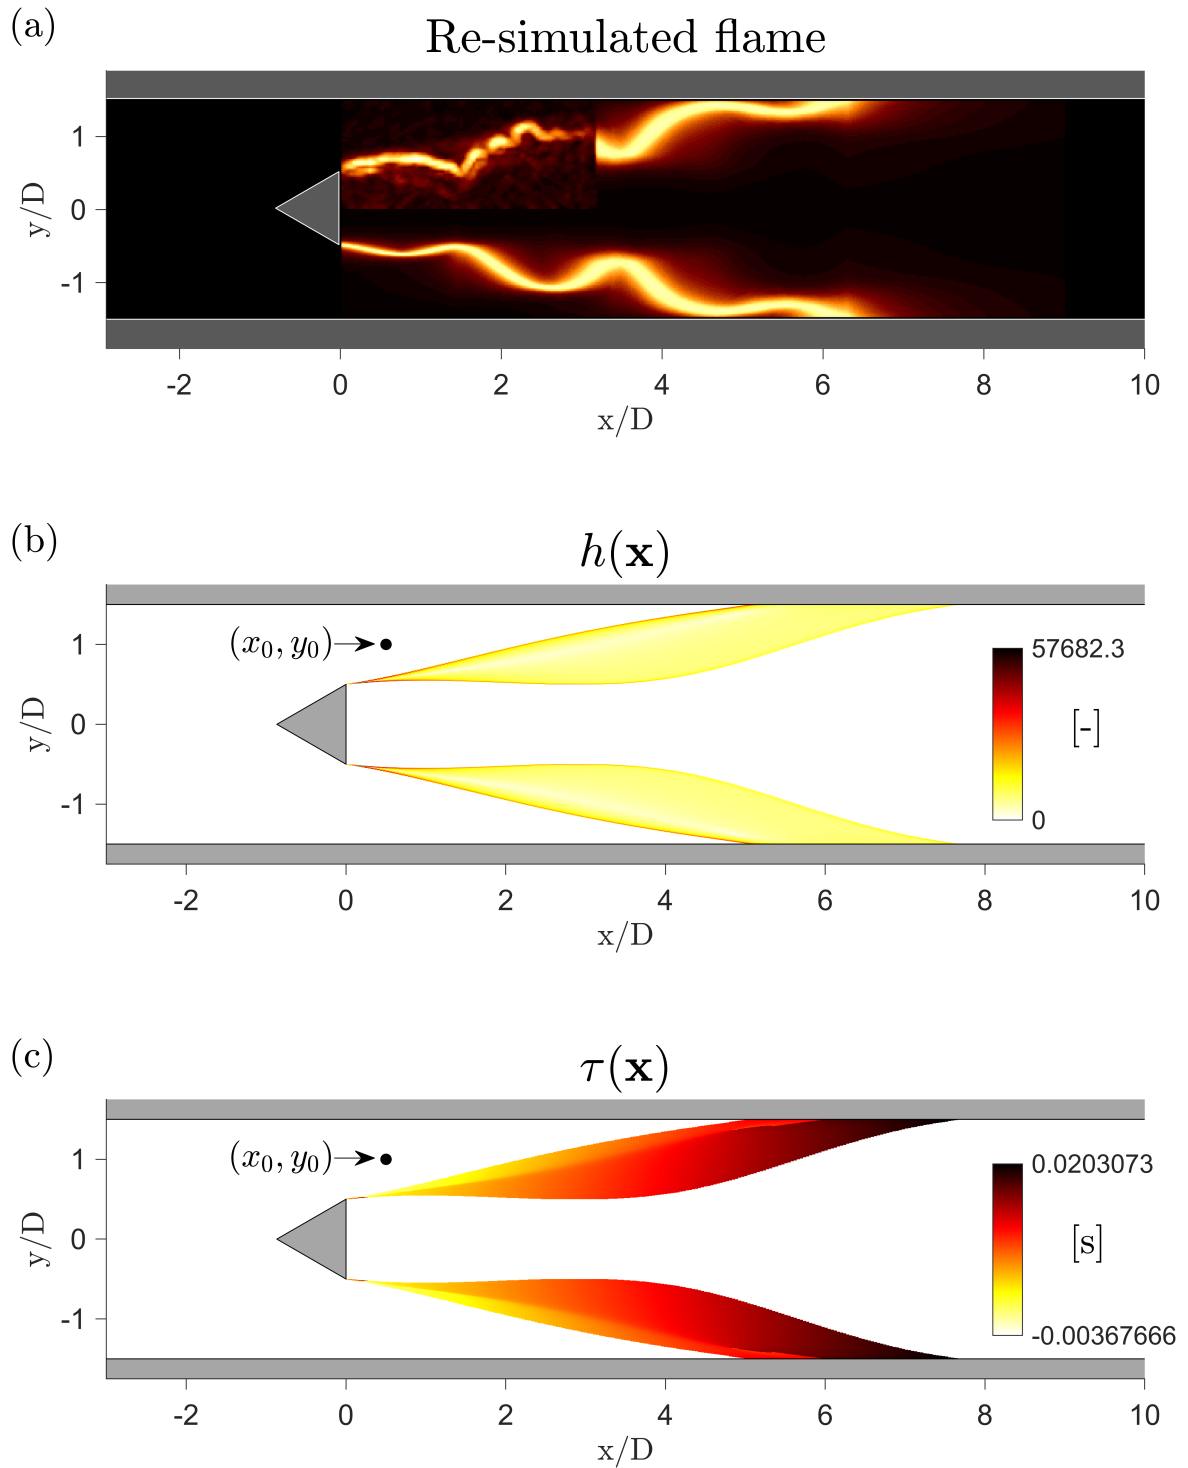 (a)
Re-simulated flame
1
0
-1
y/D
-2 0 2 4 6 8 10
x/D
(b)
h(x)
(x₀, y₀)
1
0
-1
y/D
57682.3
[-]
0
-2 0 2 4 6 8 10
x/D
(c)
τ(x)
(x₀, y₀)
1
0
-1
y/D
0.0203073
[s]
-0.00367666
-2 0 2 4 6 8 10
x/D